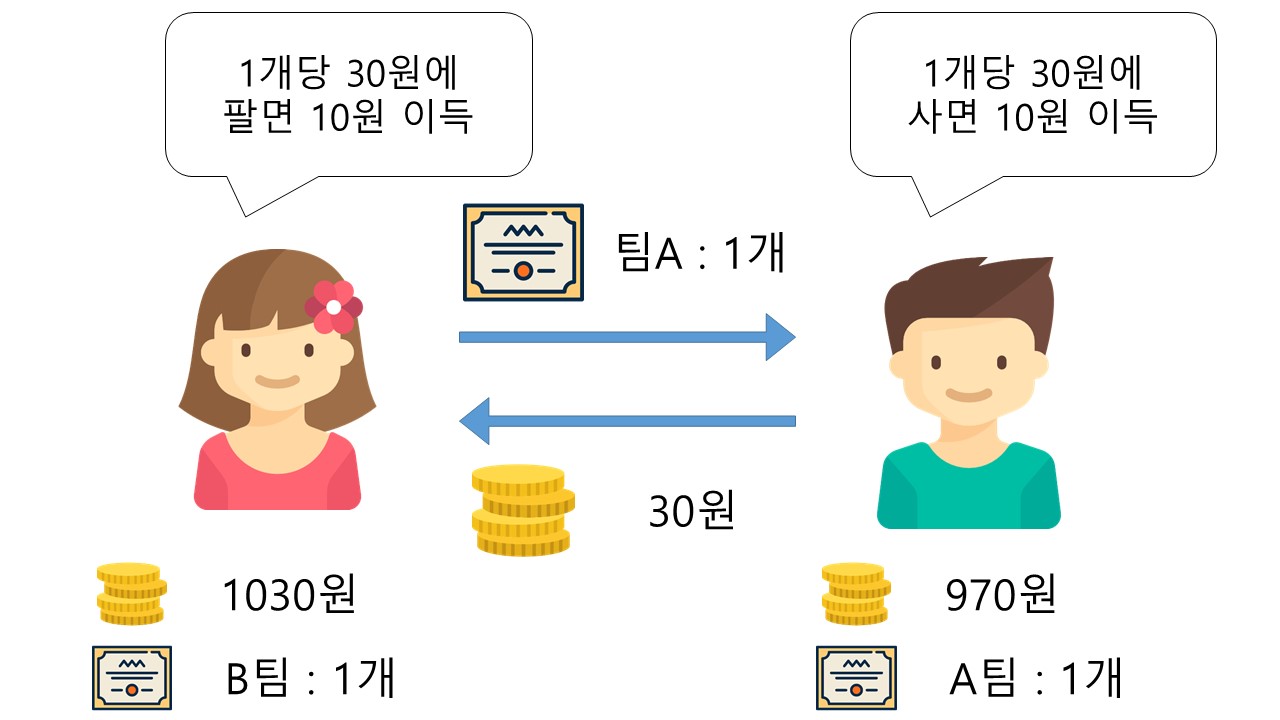 1개당 30원에
팔면 10원 이득
1개당 30원에
사면 10원 이득
팀A : 1개
30원
1030원
970원
B팀 : 1개
A팀 : 1개